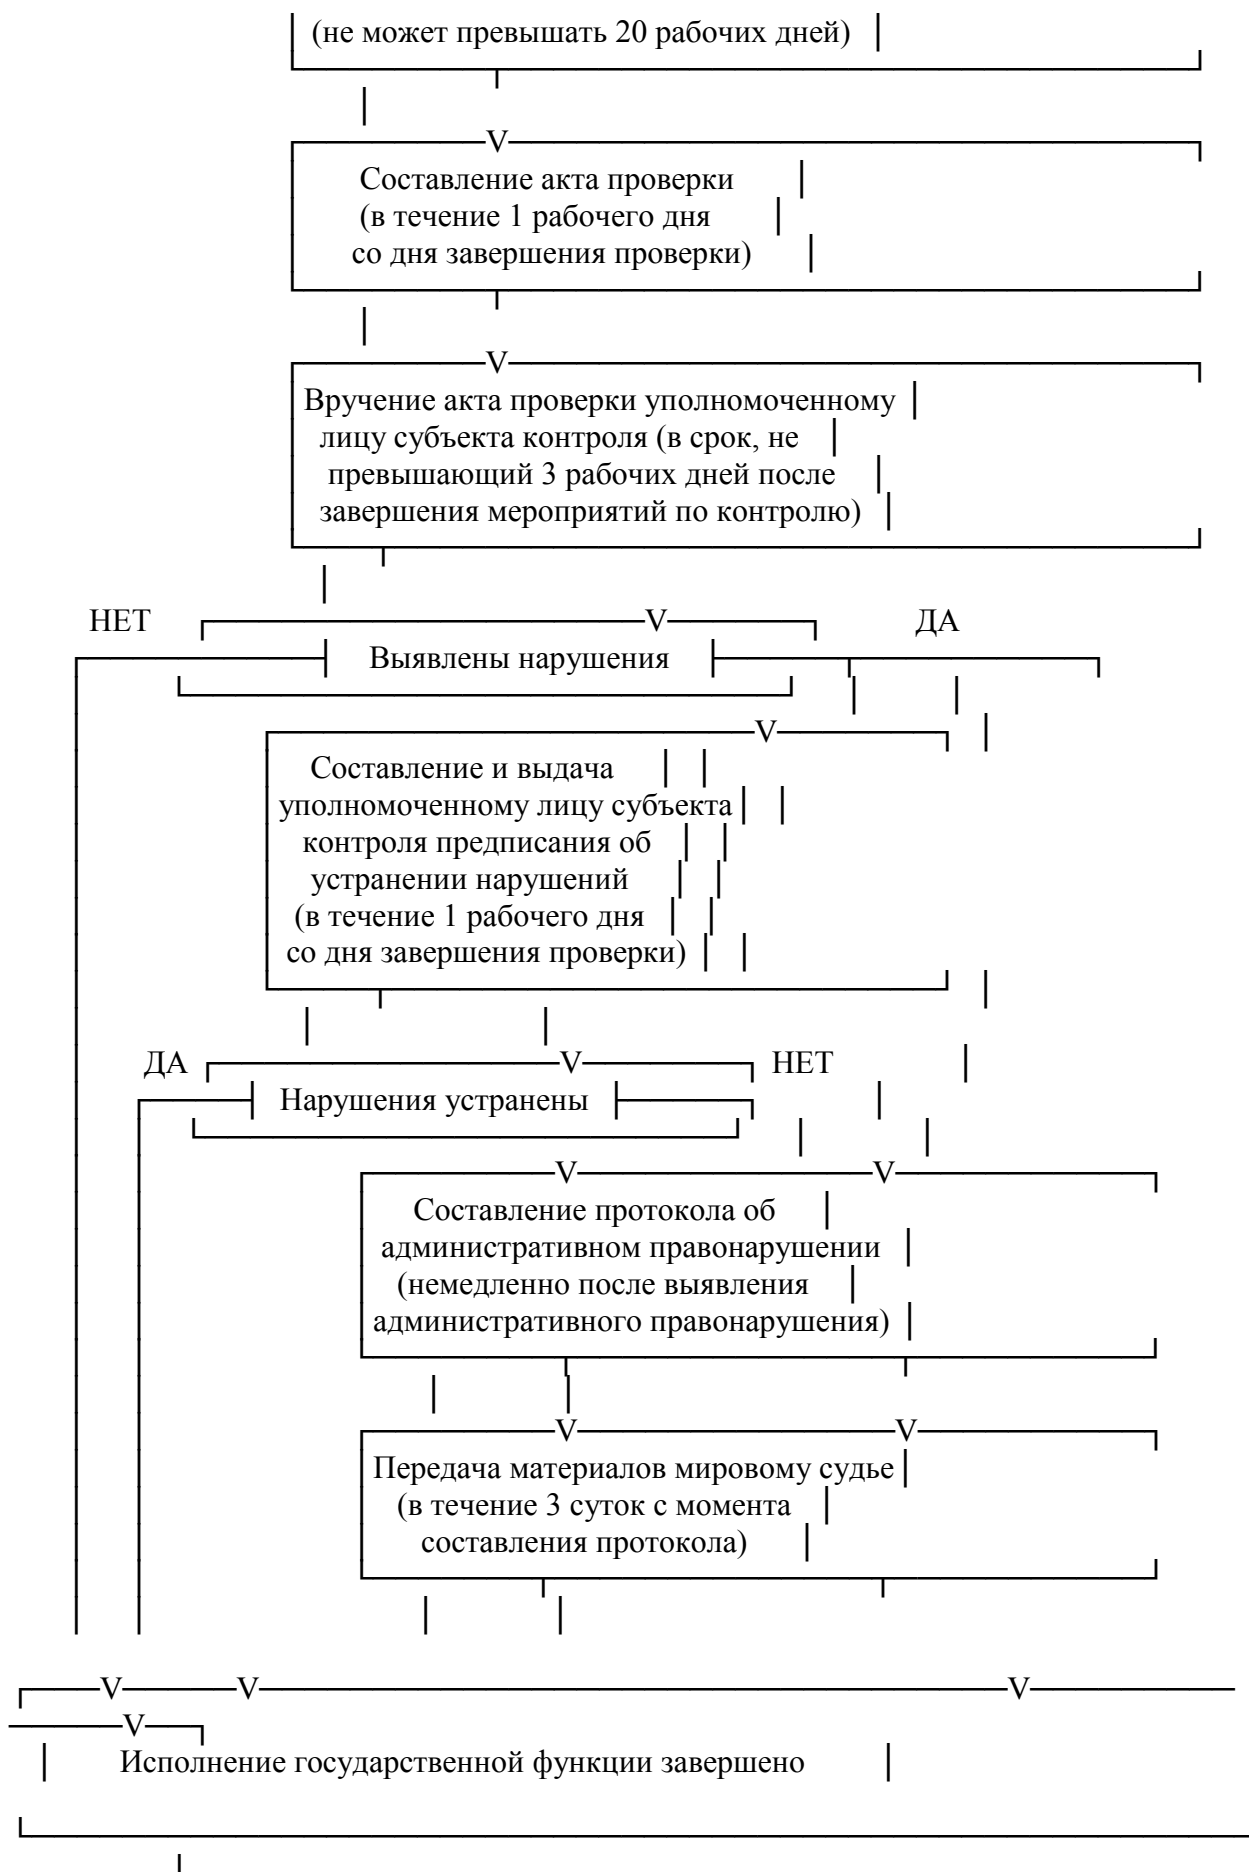 (не может превышать 20 рабочих дней)
V
Составление акта проверки
(в течение 1 рабочего дня
со дня завершения проверки)
V
Вручение акта проверки уполномоченному
лицу субъекта контроля (в срок, не
превышающий 3 рабочих дней после
завершения мероприятий по контролю)
НЕТ V ДА
Выявлены нарушения
V
Составление и выдача
уполномоченному лицу субъекта
контроля предписания об
устранении нарушений
(в течение 1 рабочего дня
со дня завершения проверки)
ДА V НЕТ
Нарушения устранены
V V
Составление протокола об
административном правонарушении
(немедленно после выявления
административного правонарушения)
V V
Передача материалов мировому судье
(в течение 3 суток с момента
составления протокола)
V V V
V
Исполнение государственной функции завершено